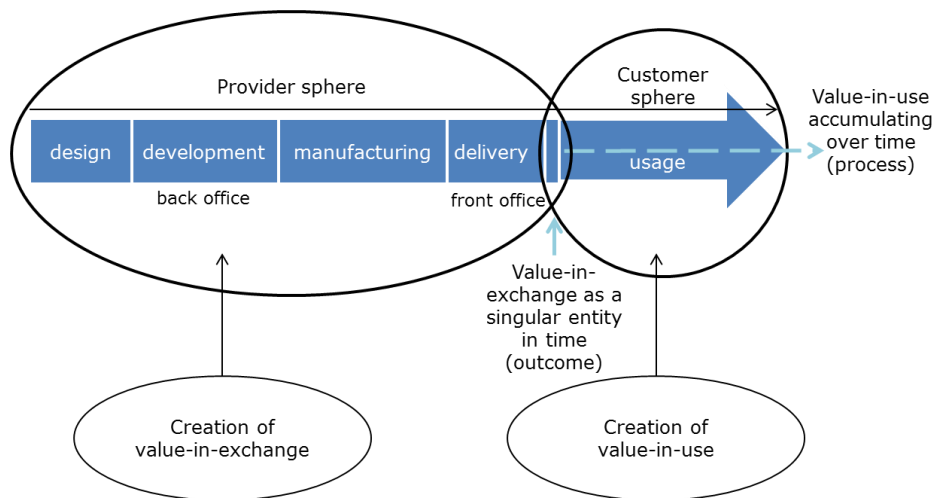 Provider sphere
Customer
sphere
design
development
manufacturing
delivery
usage
back office
front office
Value-in-use
accumulating
over time
(process)
Value-in-
exchange as a
singular entity
in time
(outcome)
Creation of
value-in-exchange
Creation of
value-in-use